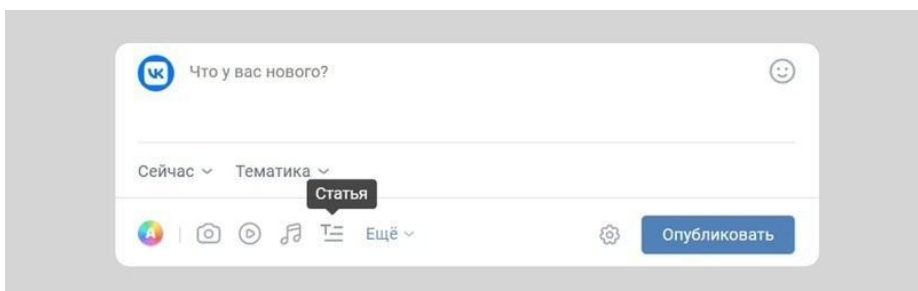 Что у вас нового?
Сейчас Тематика
Статья
Ещё Опубликовать